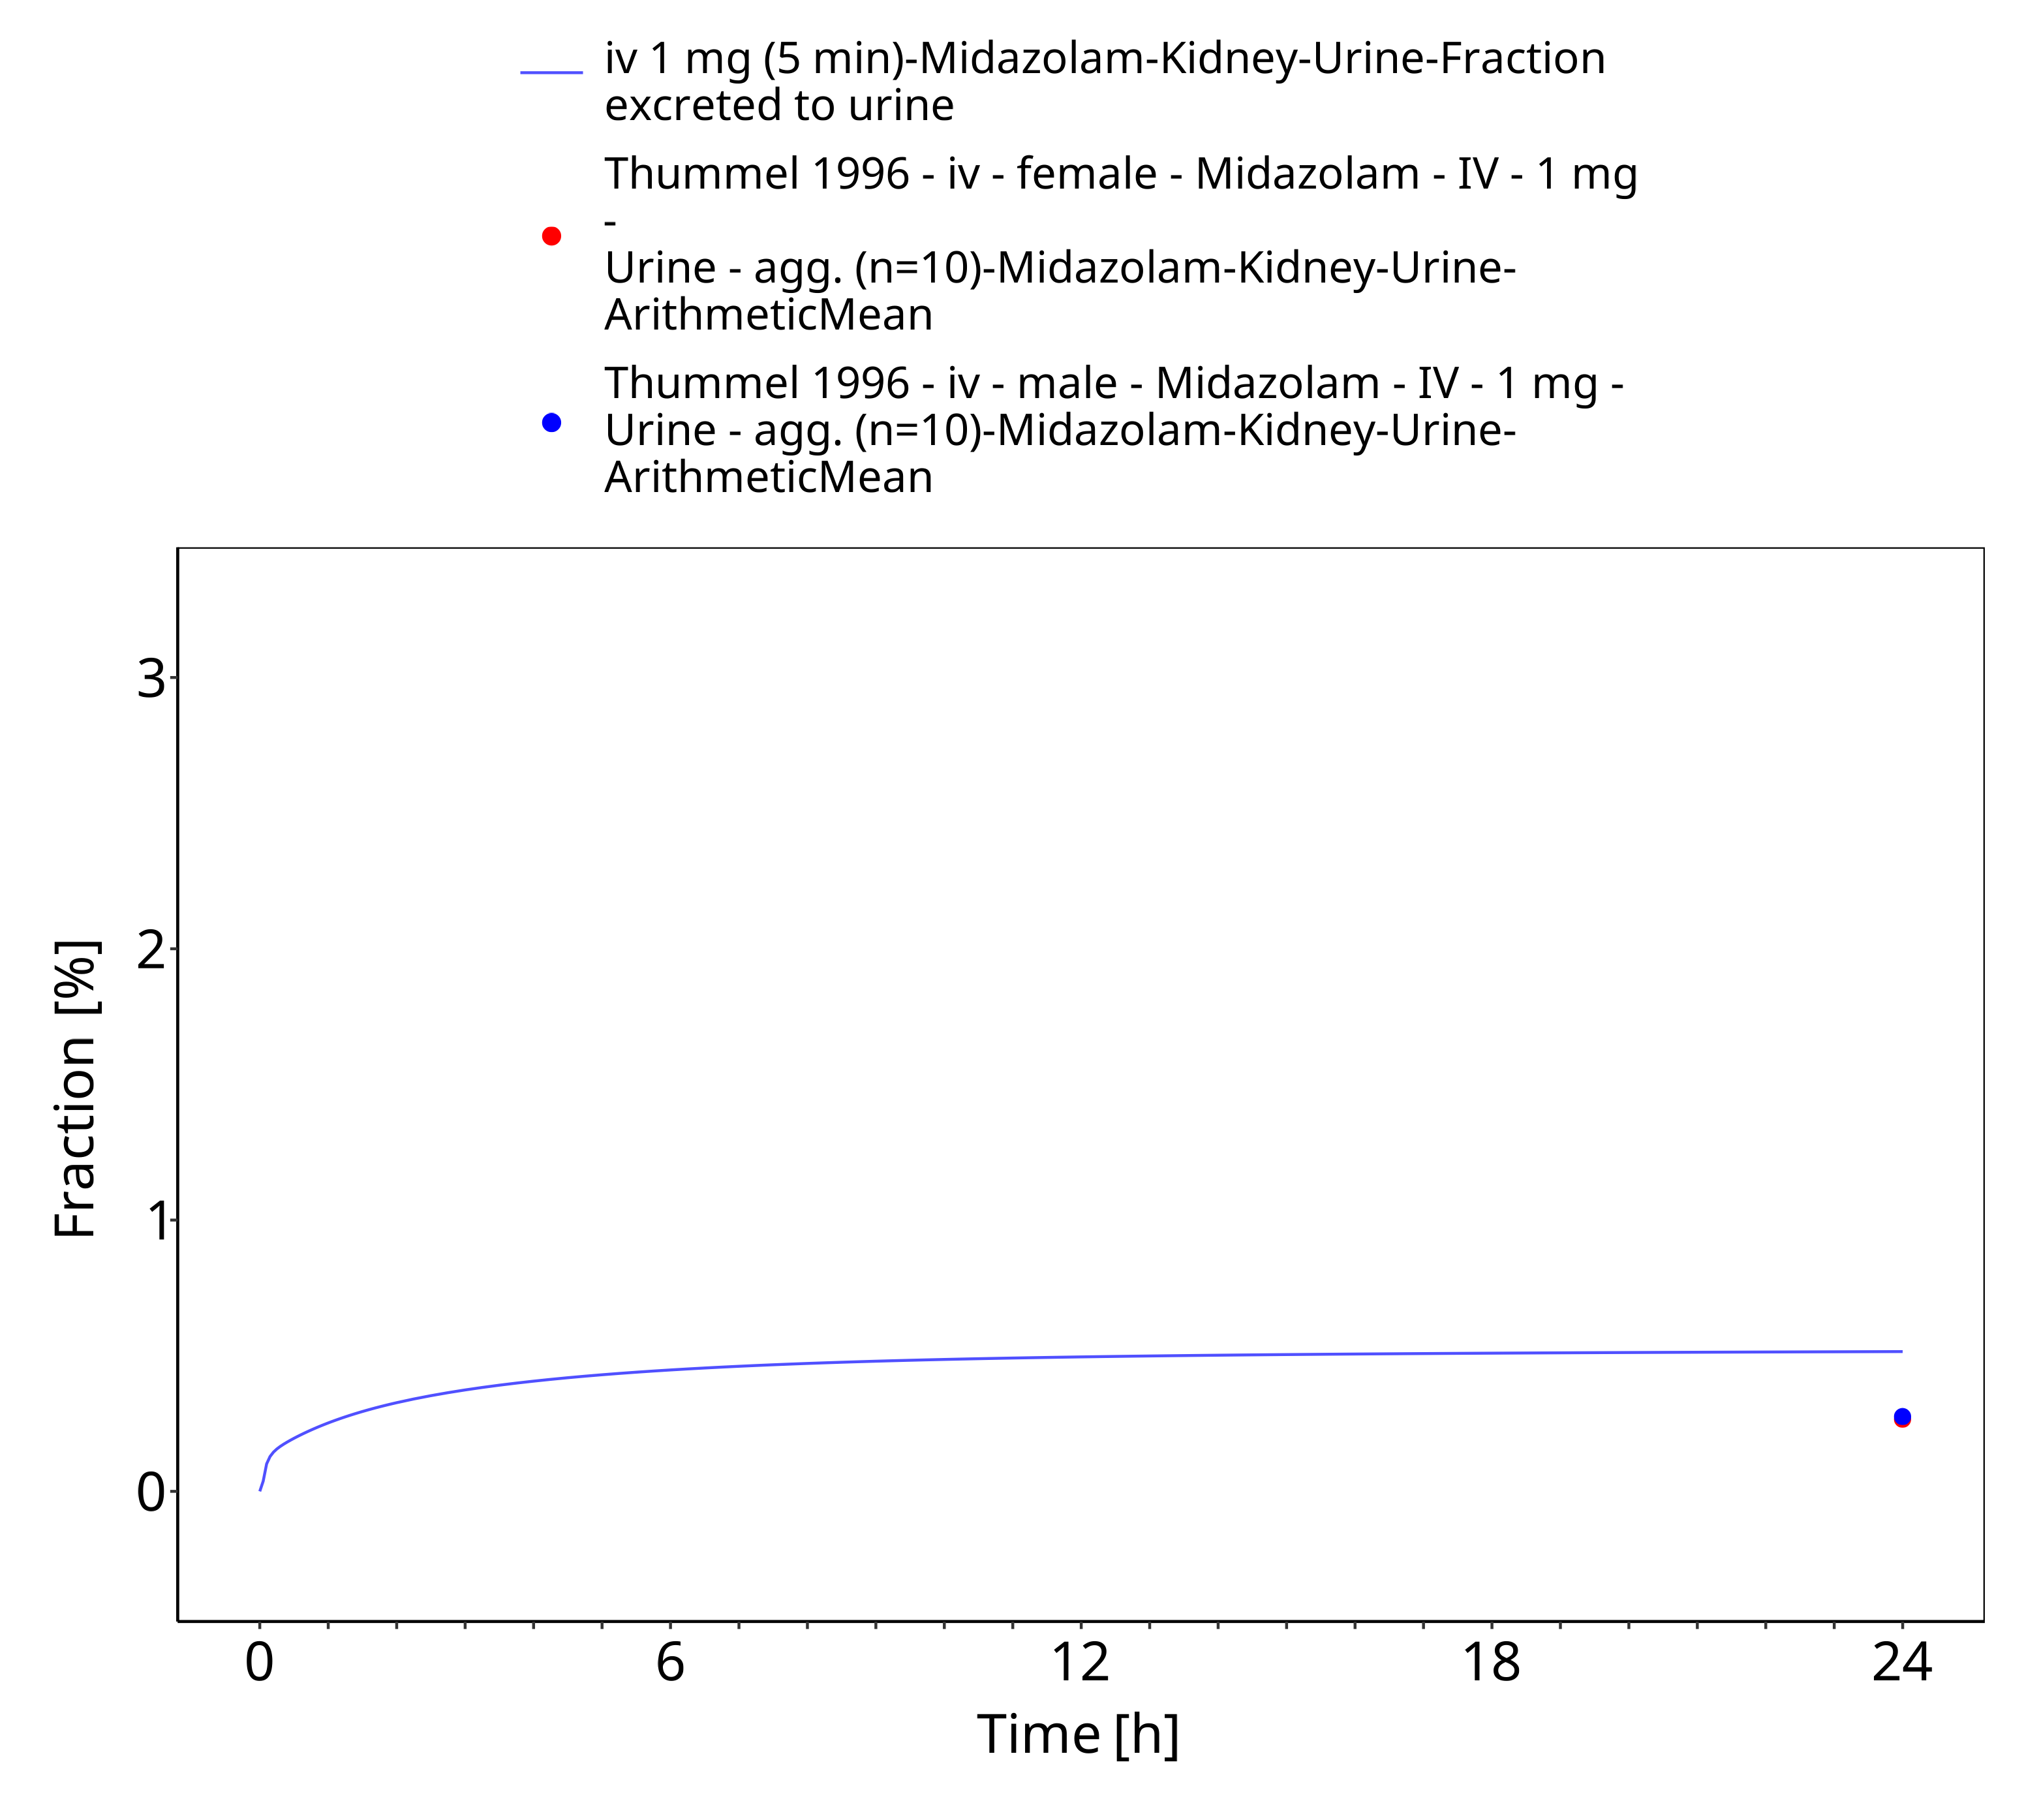 iv 1 mg (5 min)-Midazolam-Kidney-Urine-Fraction
excreted to urine
Thummel 1996 - iv - female - Midazolam - IV - 1 mg
-
Urine - agg. (n=10)-Midazolam-Kidney-Urine-
ArithmeticMean
Thummel 1996 - iv - male - Midazolam - IV - 1 mg -
Urine - agg. (n=10)-Midazolam-Kidney-Urine-
ArithmeticMean
Fraction [%]
3
2
1
0
0
6
12
18
24
Time [h]